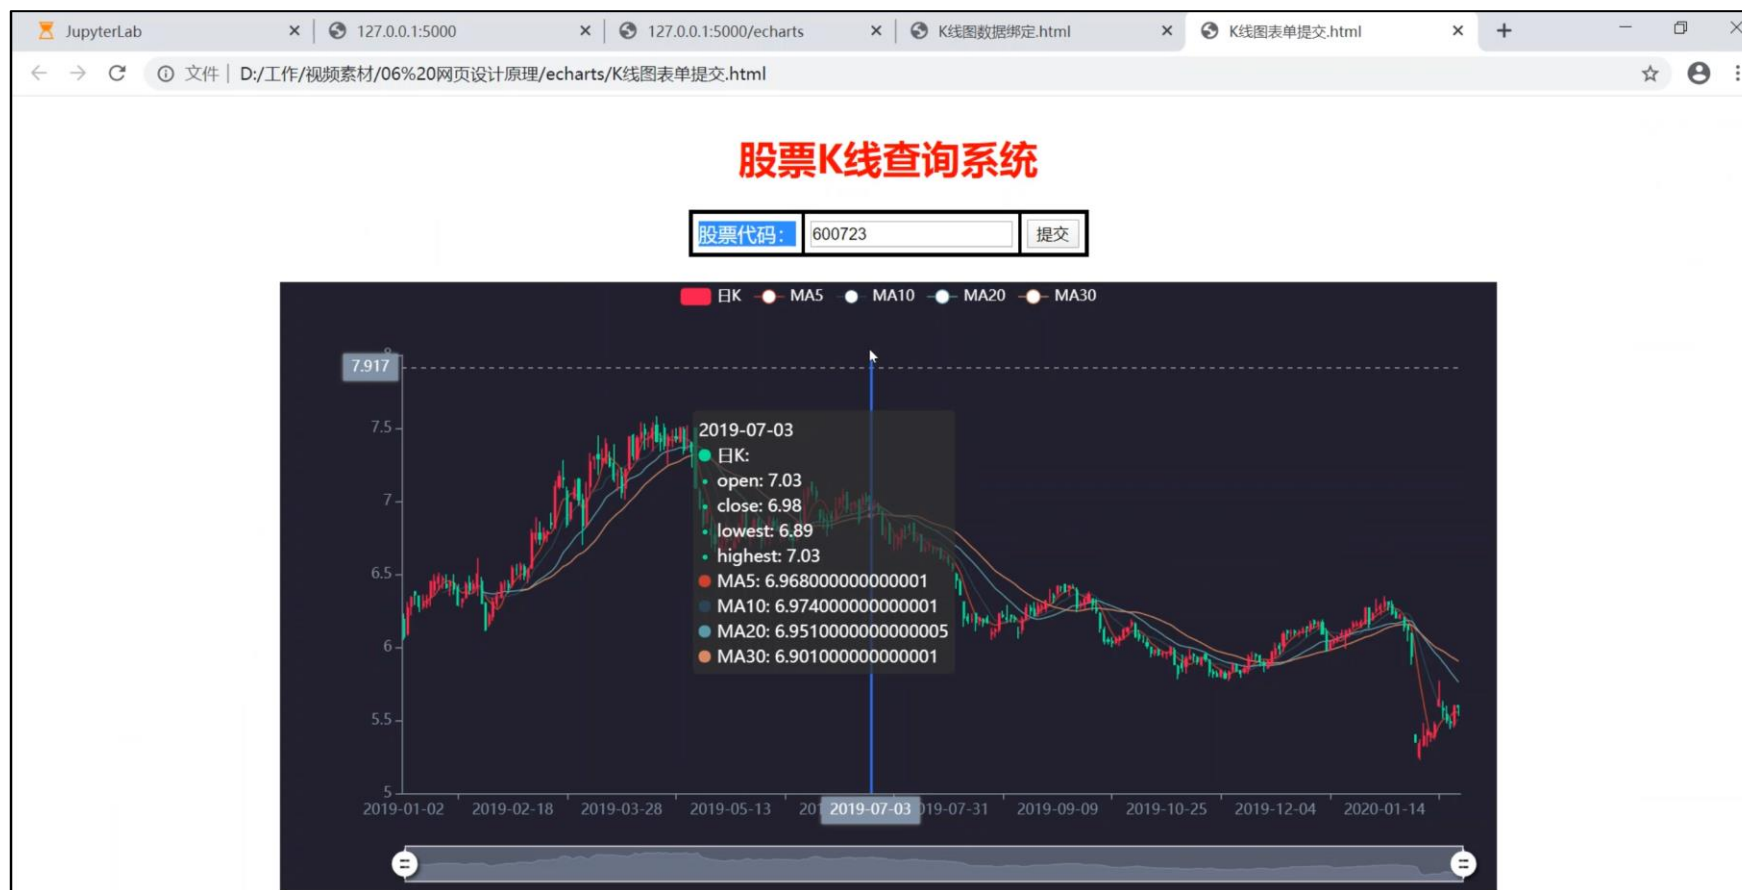 JupyterLab
127.0.0.1:5000
127.0.0.1:5000/echarts
K线图数据绑定.html
K线图表单提交.html
文件
D:/工作/视频素材/06%20网页设计原理/echarts/K线图表单提交.html
股票K线查询系统
股票代码：
600723
提交
日K
MA5
MA10
MA20
MA30
7.917
7.5
7
6.5
6
5.5
5
2019-07-03
日K:
open: 7.03
close: 6.98
lowest: 6.89
highest: 7.03
MA5: 6.968000000000001
MA10: 6.974000000000001
MA20: 6.9510000000000005
MA30: 6.901000000000001
2019-01-02
2019-02-18
2019-03-28
2019-05-13
2019-07-03
2019-09-09
2019-10-25
2019-12-04
2020-01-14